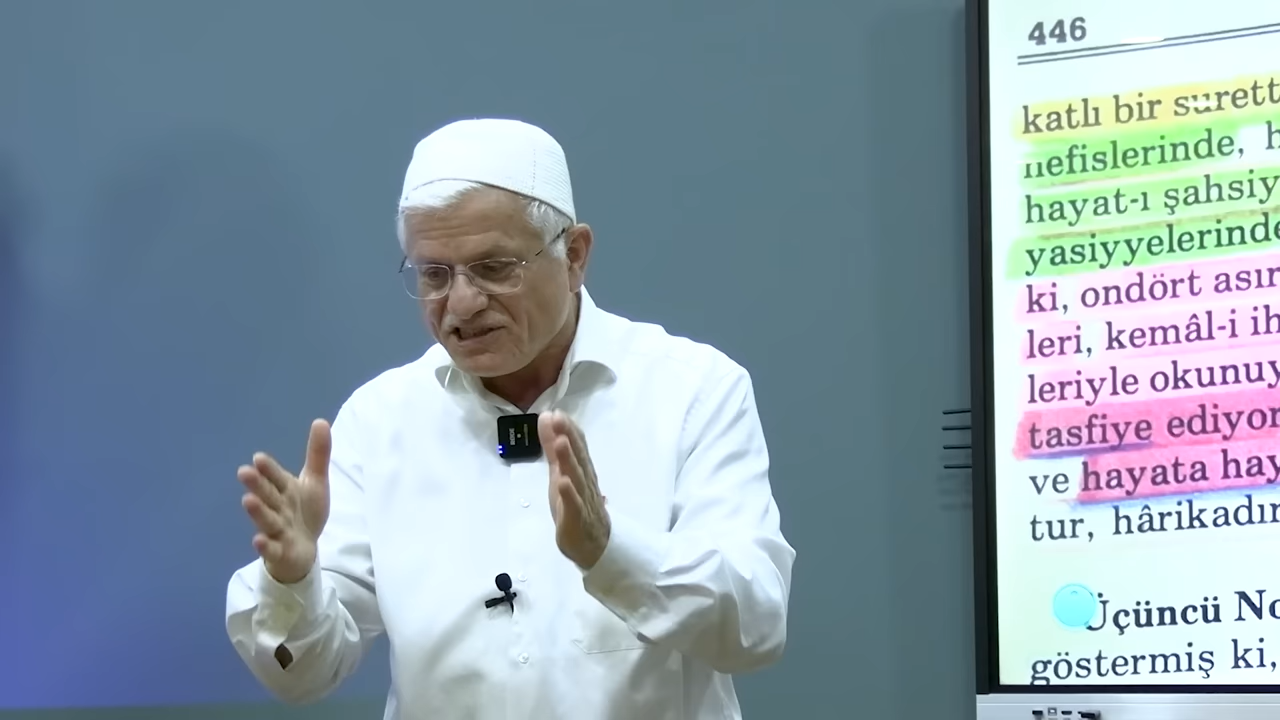 446
katlı bir surett
nefislerinde, h
hayat-ı şahsiy
yasiyyelerinde
ki, ondört asır
leri, kemâl-i ih
leriyle okunuy
tasfiye ediyor
ve hayata hay
tur, hârikadır
Üçüncü No
göstermiş ki,